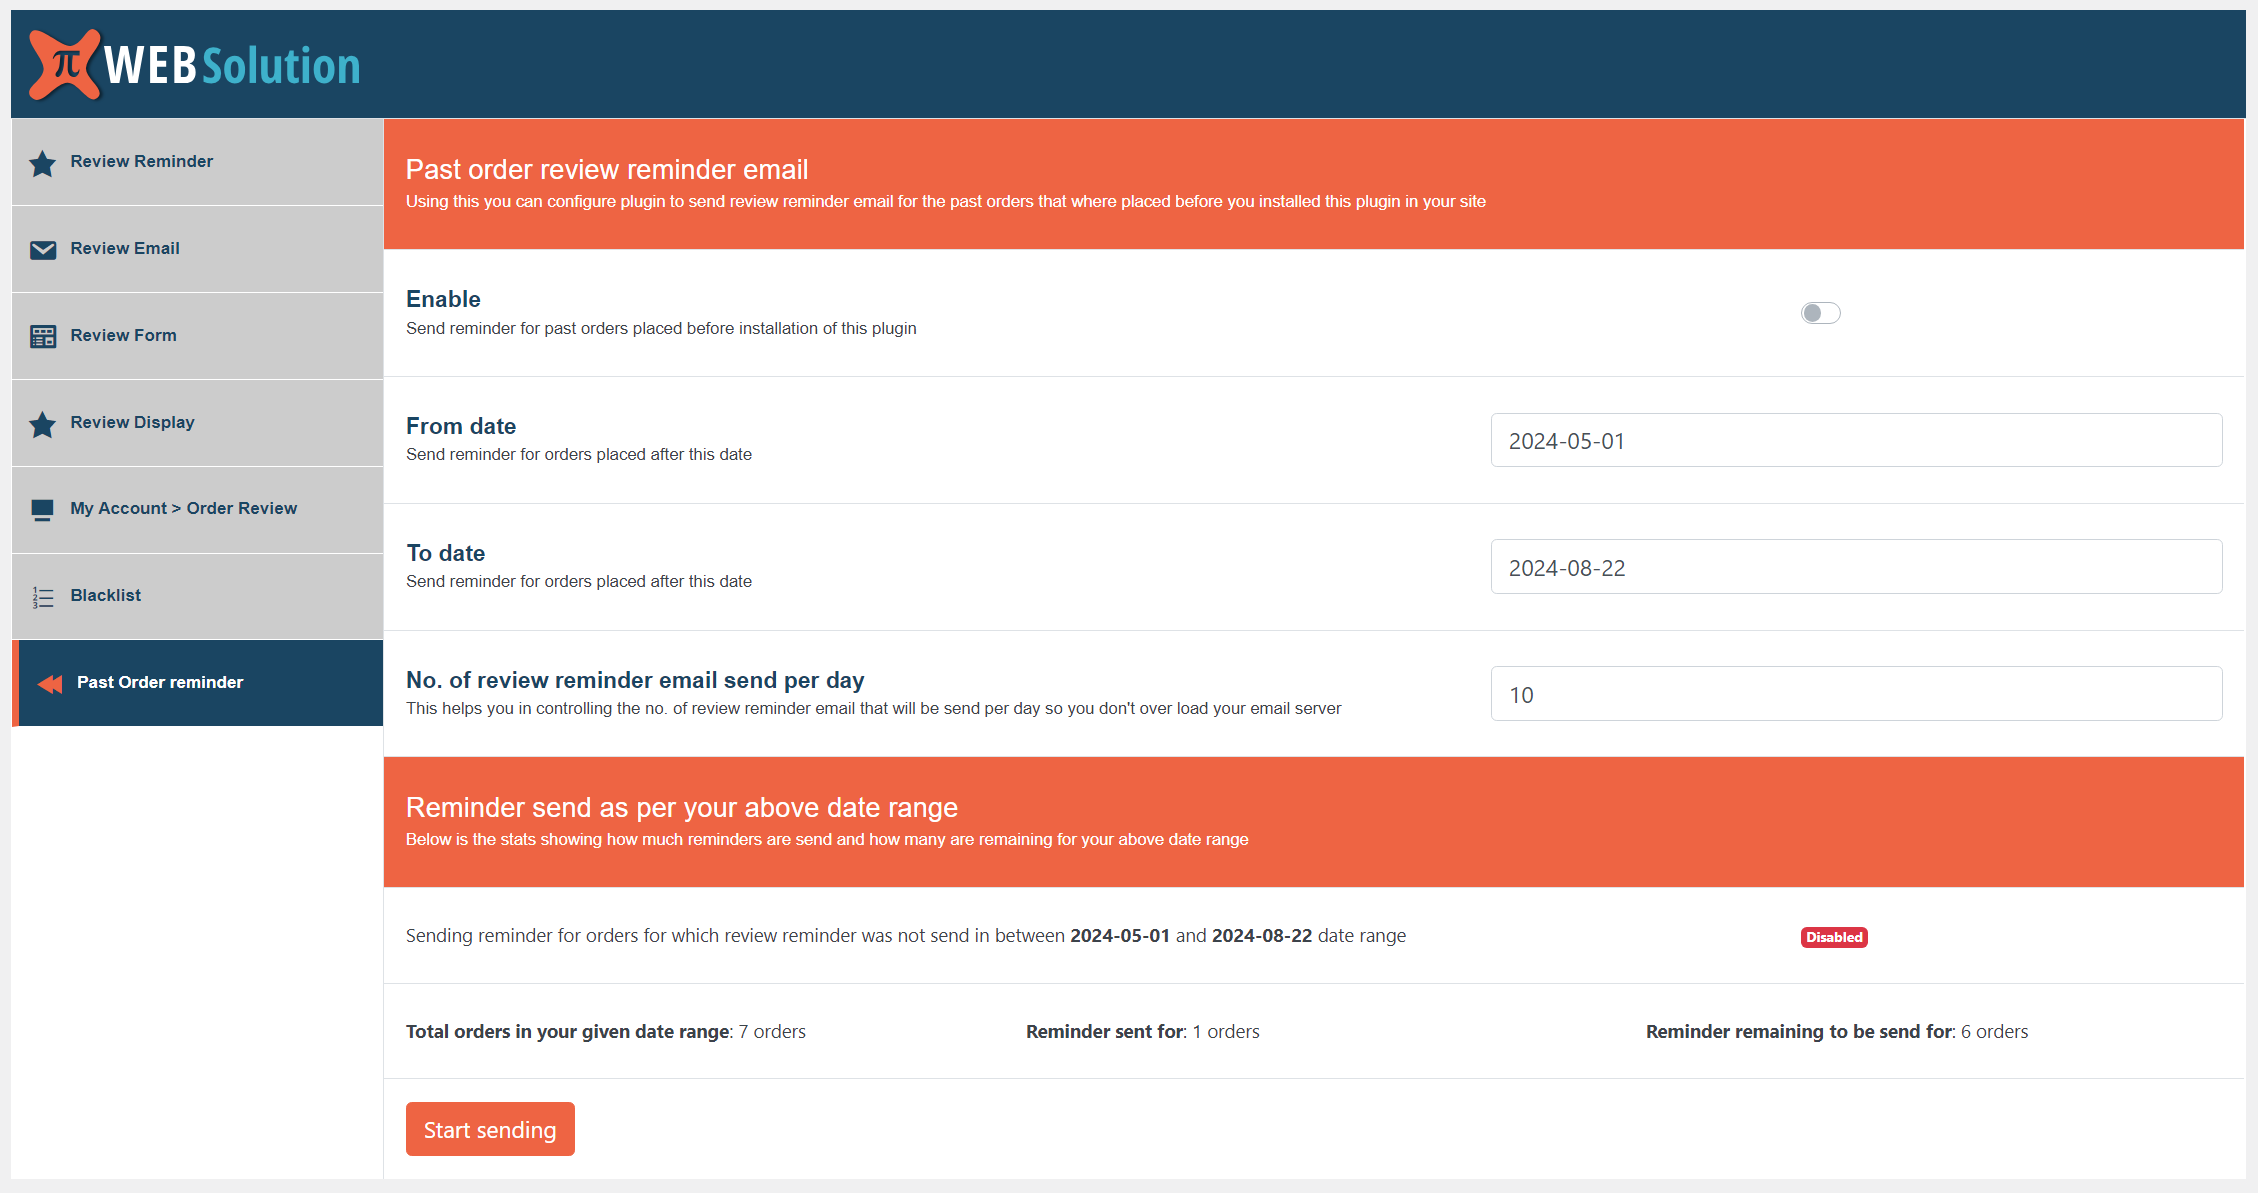 π WEB Solution
Review Reminder
Review Email
Review Form
Review Display
My Account > Order Review
1
2
3
Blacklist
Past Order reminder
Past order review reminder email
Using this you can configure plugin to send review reminder email for the past orders that where placed before you installed this plugin in your site
Enable
Send reminder for past orders placed before installation of this plugin
From date
Send reminder for orders placed after this date
2024-05-01
To date
Send reminder for orders placed after this date
2024-08-22
No. of review reminder email send per day
This helps you in controlling the no. of review reminder email that will be send per day so you don't over load your email server
10
Reminder send as per your above date range
Below is the stats showing how much reminders are send and how many are remaining for your above date range
Sending reminder for orders for which review reminder was not send in between 2024-05-01 and 2024-08-22 date range
Disabled
Total orders in your given date range: 7 orders
Reminder sent for: 1 orders
Reminder remaining to be send for: 6 orders
Start sending